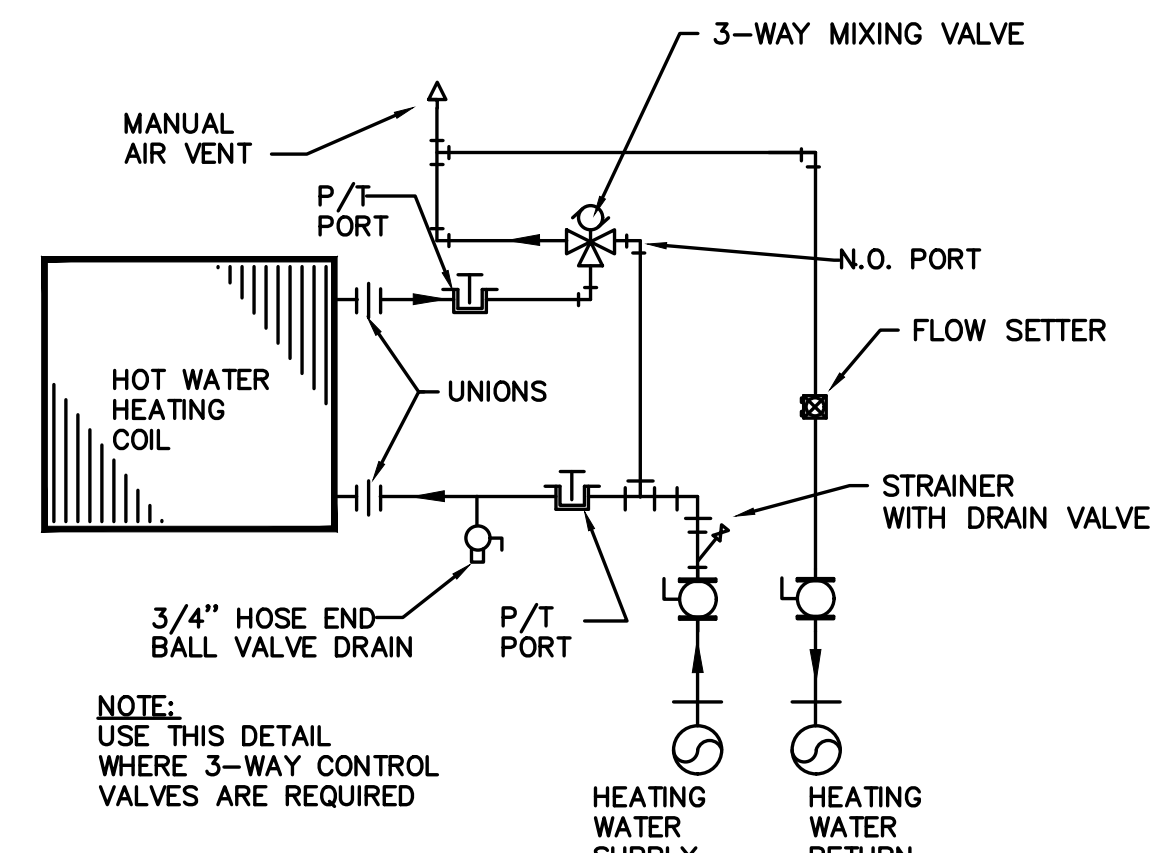 3-WAY MIXING VALVE
MANUAL
AIR VENT
P/T
PORT
N.O. PORT
FLOW SETTER
HOT WATER
HEATING
COIL
UNIONS
STRAINER
WITH DRAIN VALVE
3/4" HOSE END
BALL VALVE DRAIN
P/T
PORT
NOTE:
USE THIS DETAIL
WHERE 3-WAY CONTROL
VALVES ARE REQUIRED
HEATING
WATER
SUPPLY
HEATING
WATER
RETURN